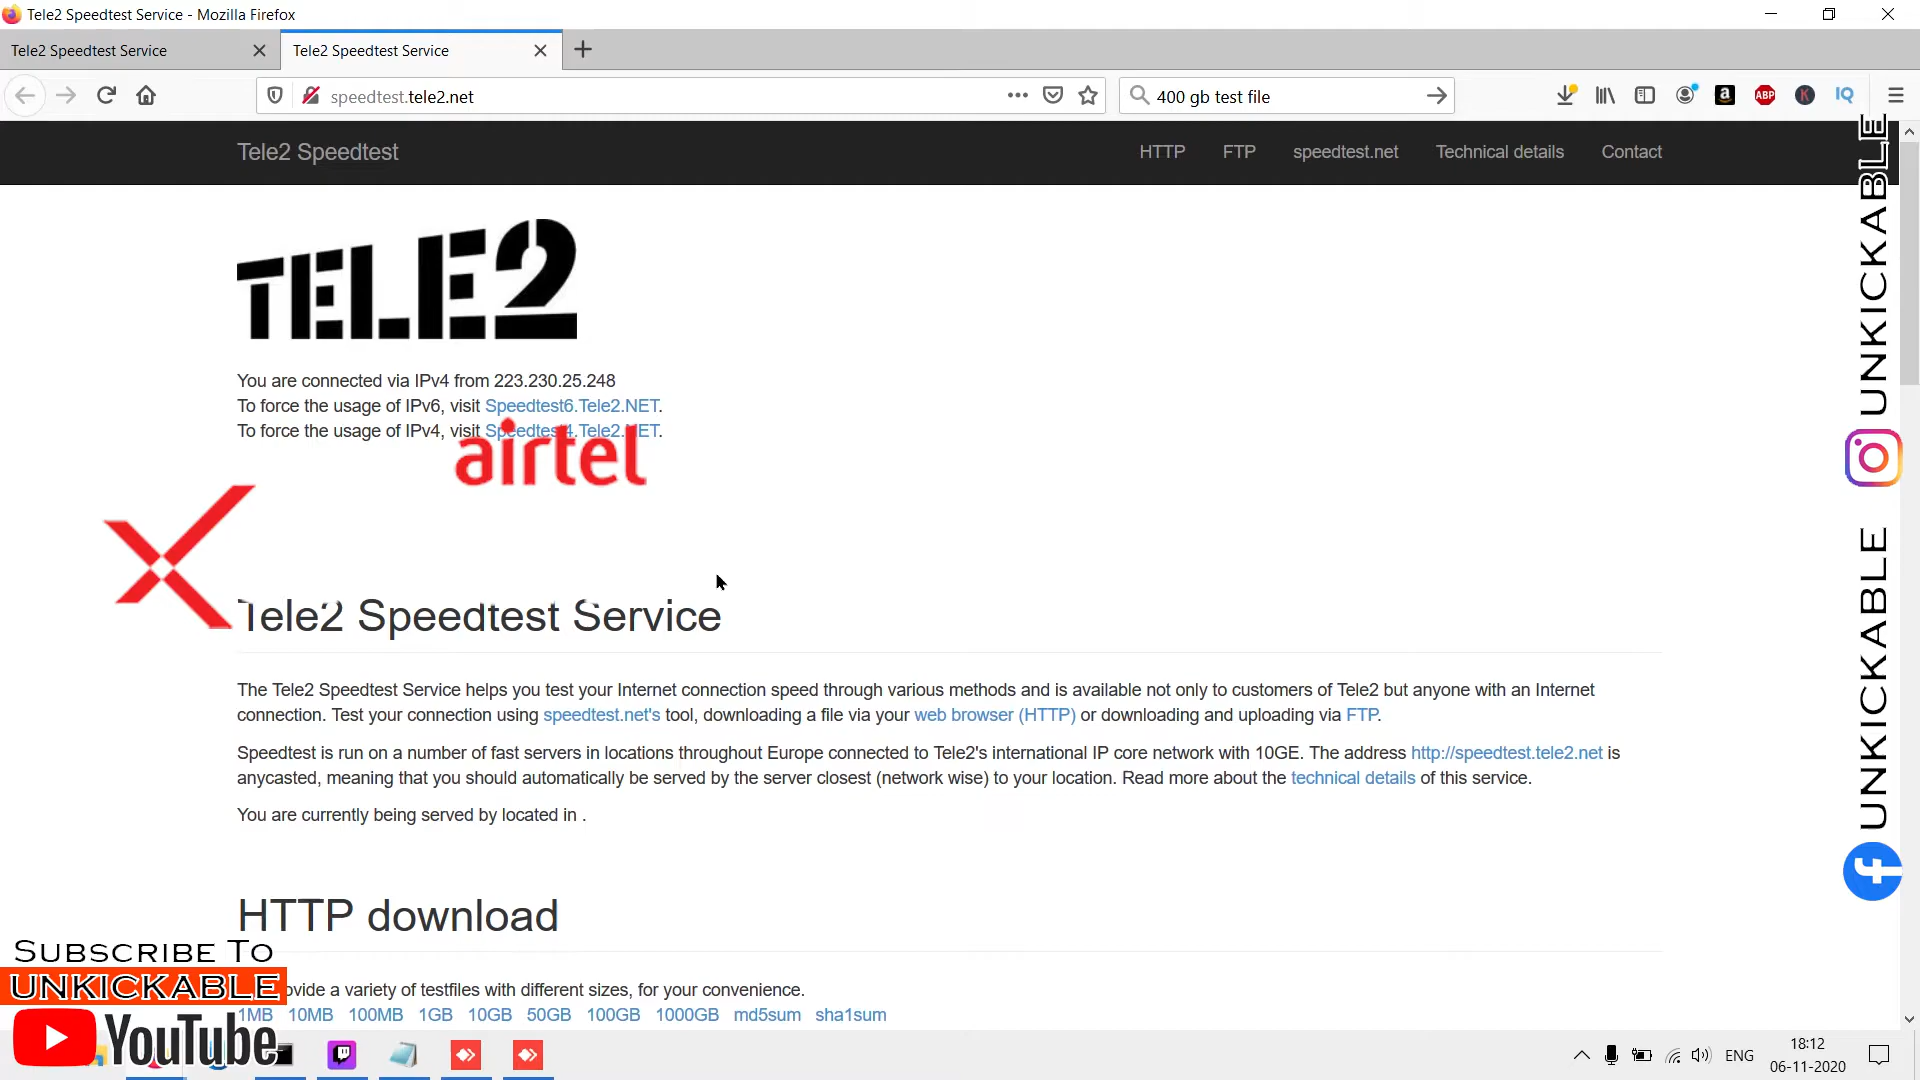 Tele2 Speedtest Service - Mozilla Firefox
Tele2 Speedtest Service
Tele2 Speedtest Service
speedtest.tele2.net
400 gb test file
a
ABP
K
IQ
Tele2 Speedtest
HTTP FTP speedtest.net Technical details Contact
TELE2
You are connected via IPv4 from 223.230.25.248
To force the usage of IPv6, visit Speedtest6.Tele2.NET.
To force the usage of IPv4, visit Speedtest4.Tele2.NET.
airtel
Tele2 Speedtest Service
The Tele2 Speedtest Service helps you test your Internet connection speed through various methods and is available not only to customers of Tele2 but anyone with an Internet
connection. Test your connection using speedtest.net's tool, downloading a file via your web browser (HTTP) or downloading and uploading via FTP.
Speedtest is run on a number of fast servers in locations throughout Europe connected to Tele2's international IP core network with 10GE. The address http://speedtest.tele2.net is
anycasted, meaning that you should automatically be served by the server closest (network wise) to your location. Read more about the technical details of this service.
You are currently being served by located in .
HTTP download
ovide a variety of testfiles with different sizes, for your convenience.
1MB 10MB 100MB 1GB 10GB 50GB 100GB 1000GB md5sum sha1sum
SUBSCRIBE TO
UNKICKABLE
YouTube
UNKICKABLE
UNKICKABLE
ENG
18:12
06-11-2020